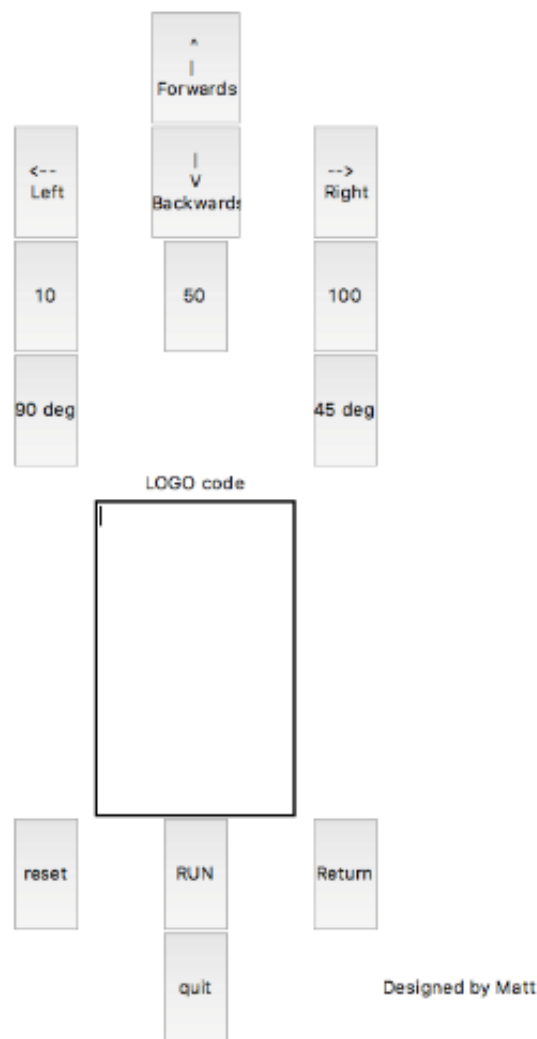 ^
|
Forwards
<--
Left
|
V
Backwards
-->
Right
10
50
100
90 deg
45 deg
LOGO code
reset
RUN
Return
quit
Designed by Matt